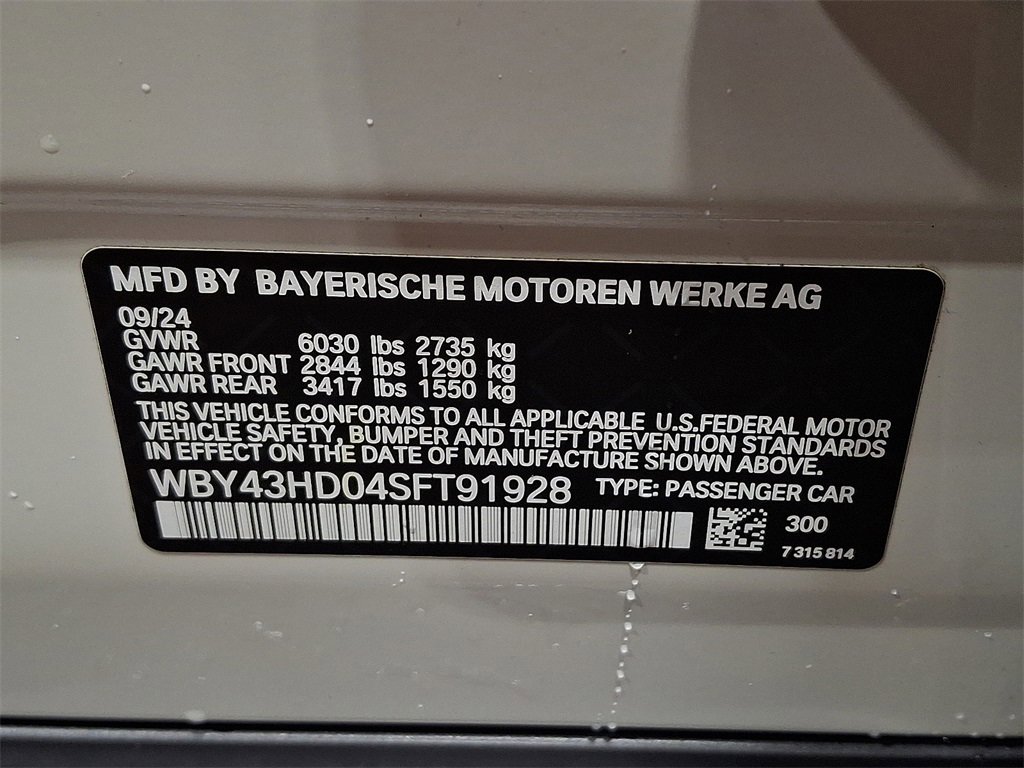 MFD BY BAYERISCHE MOTOREN WERKE AG
09/24
GVWR 6030 lbs 2735 kg
GAWR FRONT 2844 lbs 1290 kg
GAWR REAR 3417 lbs 1550 kg
THIS VEHICLE CONFORMS TO ALL APPLICABLE U.S.FEDERAL MOTOR
VEHICLE SAFETY, BUMPER AND THEFT PREVENTION STANDARDS
IN EFFECT ON THE DATE OF MANUFACTURE SHOWN ABOVE.
WBY43HD04SFT91928 TYPE: PASSENGER CAR
300
7 315 814